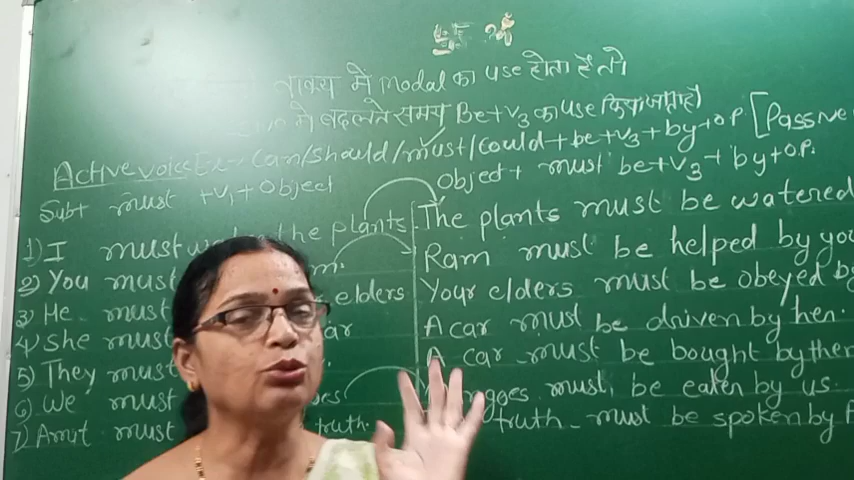 वाक्य में Modal का use होता है तो
में बदलते समय Be+V3 का use किया जाता है।
Active voice Ex:- Can/should/must/could+be+V3+by+O.P [Passive
Subt must +V1+Object
object+ must be+V3+by+O.P.
1) I must the plants. The plants must be watered
2) You must Ram must be helped by you
3) He must elders Your elders must be obeyed by
4) She must car A car must be driven by her.
5) They must A car must be bought by them
6) We must must be eaten by us.
7) Amit must truth. truth must be spoken by